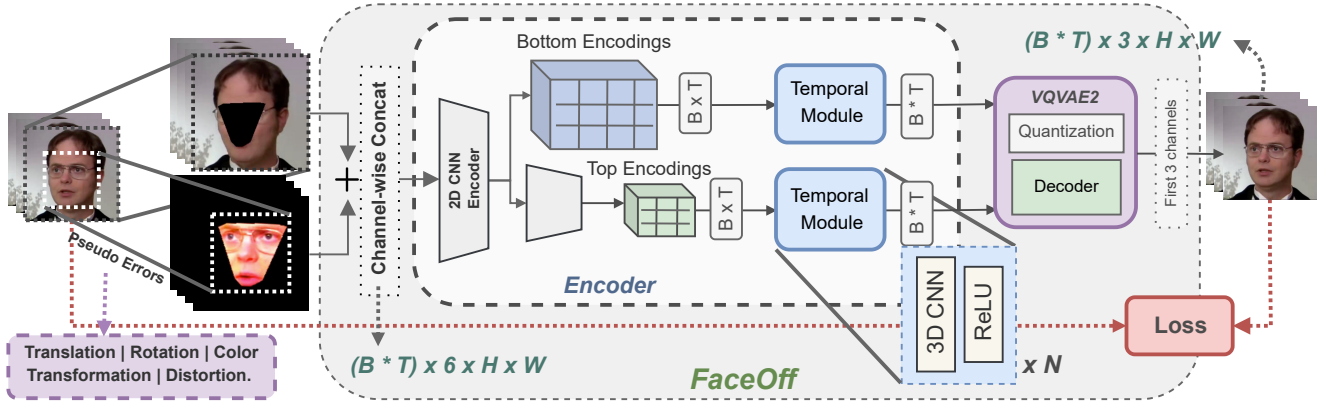 Pseudo Errors
Translation | Rotation | Color
Transformation | Distortion.
Channel-wise Concat
+
(B * T) x 6 x H x W
2D CNN
Encoder
Bottom Encodings
B x T
Temporal
Module
B * T
Top Encodings
B x T
Temporal
Module
B * T
Encoder
3D CNN
ReLU
x N
VQVAE2
Quantization
Decoder
First 3 channels
(B * T) x 3 x H x W
Loss
FaceOff